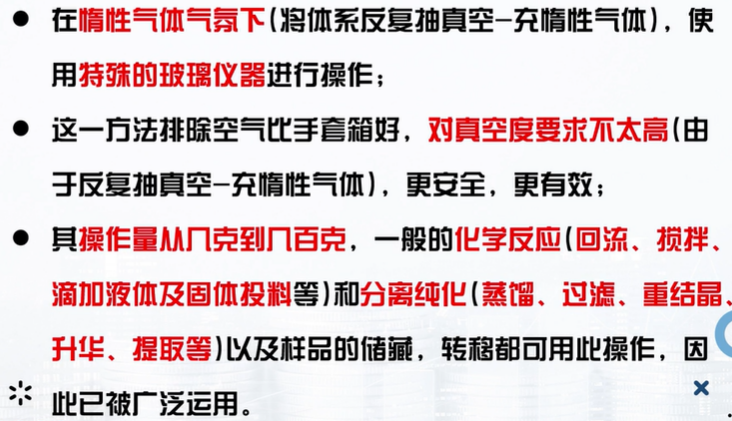 ● 在惰性气体气氛下(将体系反复抽真空-充惰性气体)，使
用特殊的玻璃仪器进行操作；
● 这一方法排除空气比手套箱好，对真空度要求不太高(由
于反复抽真空-充惰性气体)，更安全，更有效；
● 其操作量从几克到几百克，一般的化学反应(回流、搅拌、
滴加液体及固体投料等)和分离纯化(蒸馏、过滤、重结晶、
升华、提取等)以及样品的储藏，转移都可用此操作，因
此已被广泛运用。